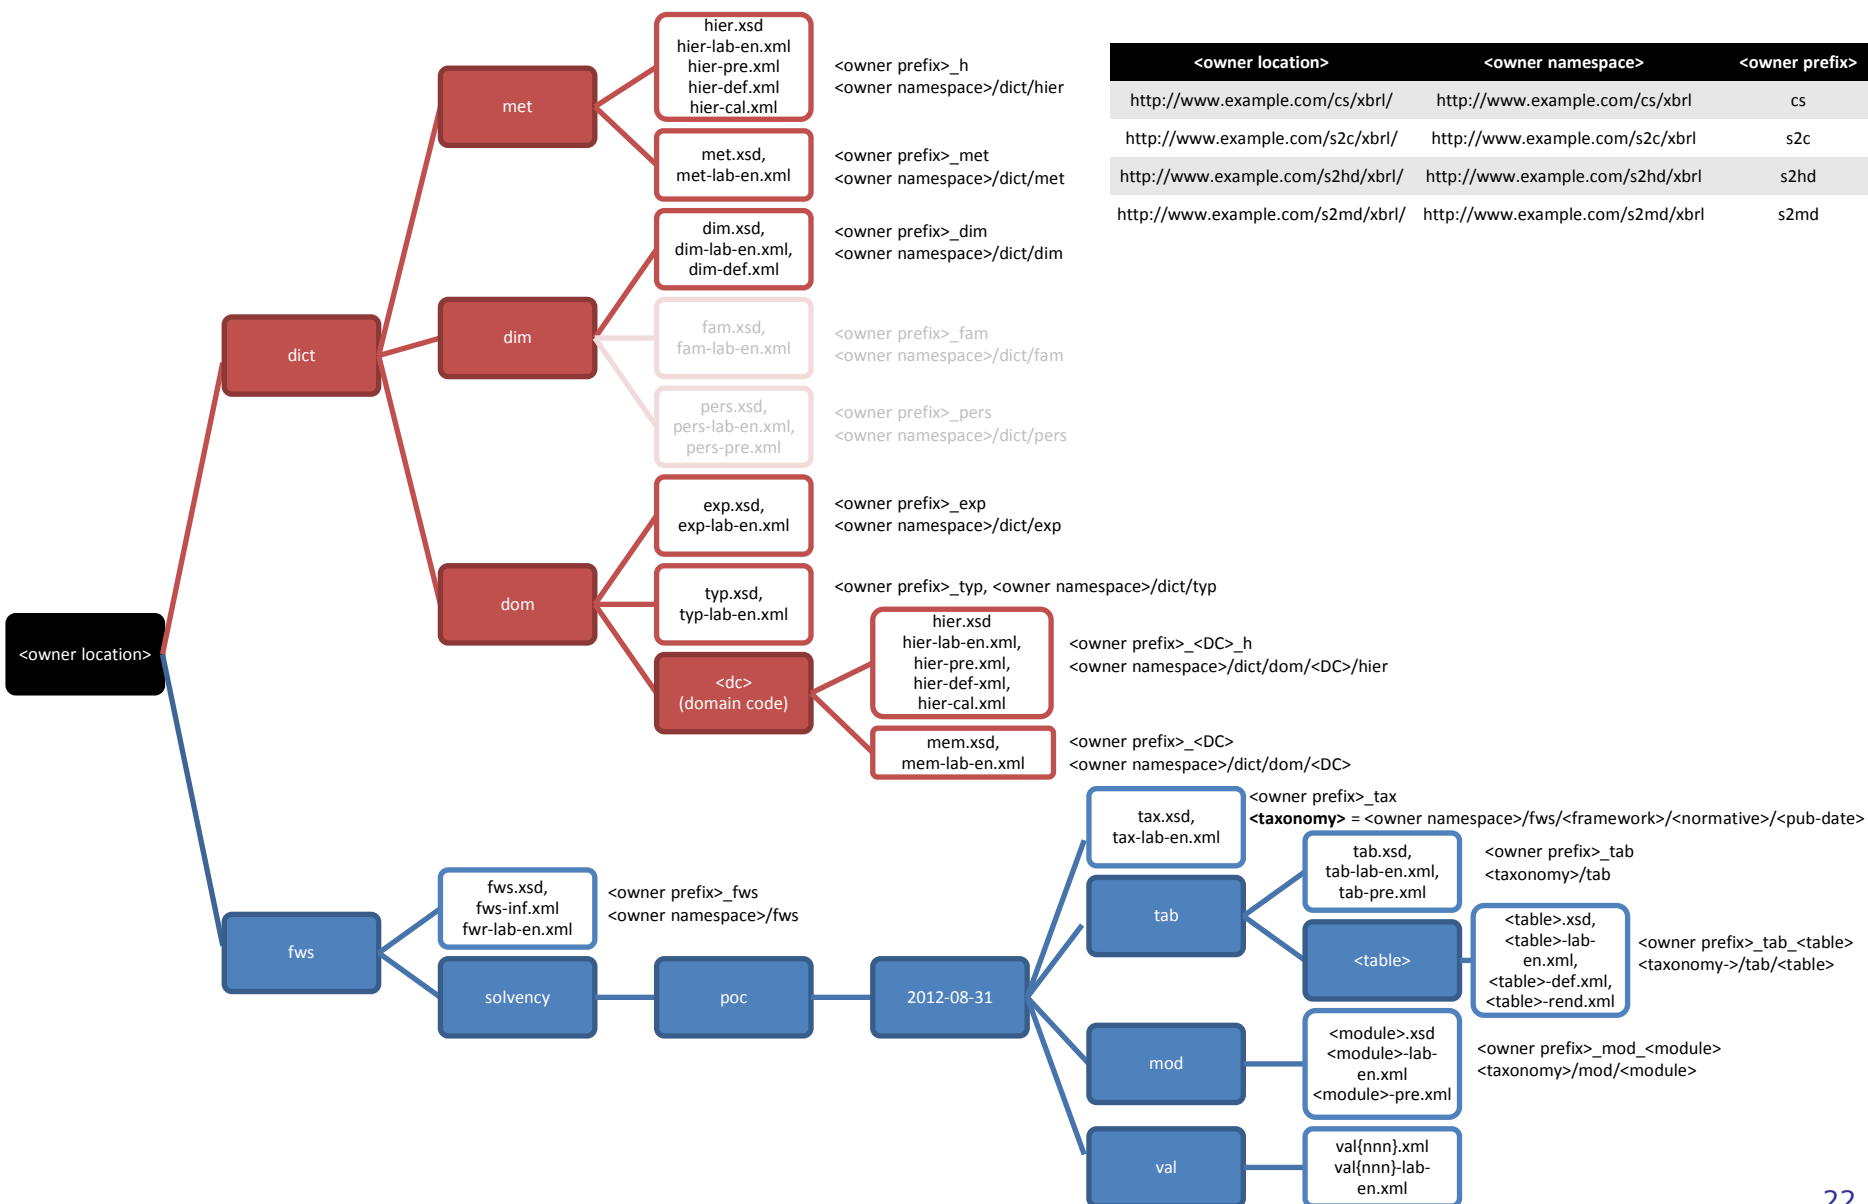 hier.xsd
hier-lab-en.xml
hier-pre.xml
hier-def.xml
hier-cal.xml
<owner prefix>_h
<owner namespace>/dict/hier
<owner location> <owner namespace> <owner prefix>
http://www.example.com/cs/xbrl/ http://www.example.com/cs/xbrl cs
http://www.example.com/s2c/xbrl/ http://www.example.com/s2c/xbrl s2c
http://www.example.com/s2hd/xbrl/ http://www.example.com/s2hd/xbrl s2hd
http://www.example.com/s2md/xbrl/ http://www.example.com/s2md/xbrl s2md
met
met.xsd,
met-lab-en.xml
<owner prefix>_met
<owner namespace>/dict/met
dim.xsd,
dim-lab-en.xml,
dim-def.xml
<owner prefix>_dim
<owner namespace>/dict/dim
dict
dim
fam.xsd,
fam-lab-en.xml
<owner prefix>_fam
<owner namespace>/dict/fam
pers.xsd,
pers-lab-en.xml,
pers-pre.xml
<owner prefix>_pers
<owner namespace>/dict/pers
exp.xsd,
exp-lab-en.xml
<owner prefix>_exp
<owner namespace>/dict/exp
dom
typ.xsd,
typ-lab-en.xml
<owner prefix>_typ, <owner namespace>/dict/typ
<owner location>
<dc>
(domain code)
hier.xsd
hier-lab-en.xml,
hier-pre.xml,
hier-def-xml,
hier-cal.xml
<owner prefix>_<DC>_h
<owner namespace>/dict/dom/<DC>/hier
mem.xsd,
mem-lab-en.xml
<owner prefix>_<DC>
<owner namespace>/dict/dom/<DC>
tax.xsd,
tax-lab-en.xml
<owner prefix>_tax
<taxonomy> = <owner namespace>/fws/<framework>/<normative>/<pub-date>
fws
fws.xsd,
fws-inf.xml
fwr-lab-en.xml
<owner prefix>_fws
<owner namespace>/fws
solvency
poc
2012-08-31
tab
tab.xsd,
tab-lab-en.xml,
tab-pre.xml
<owner prefix>_tab
<taxonomy>/tab
<table>
<table>.xsd,
<table>-lab-
en.xml,
<table>-def.xml,
<table>-rend.xml
<owner prefix>_tab_<table>
<taxonomy->/tab/<table>
mod
<module>.xsd
<module>-lab-
en.xml
<module>-pre.xml
<owner prefix>_mod_<module>
<taxonomy>/mod/<module>
val
val{nnn}.xml
val{nnn}-lab-
en.xml
22